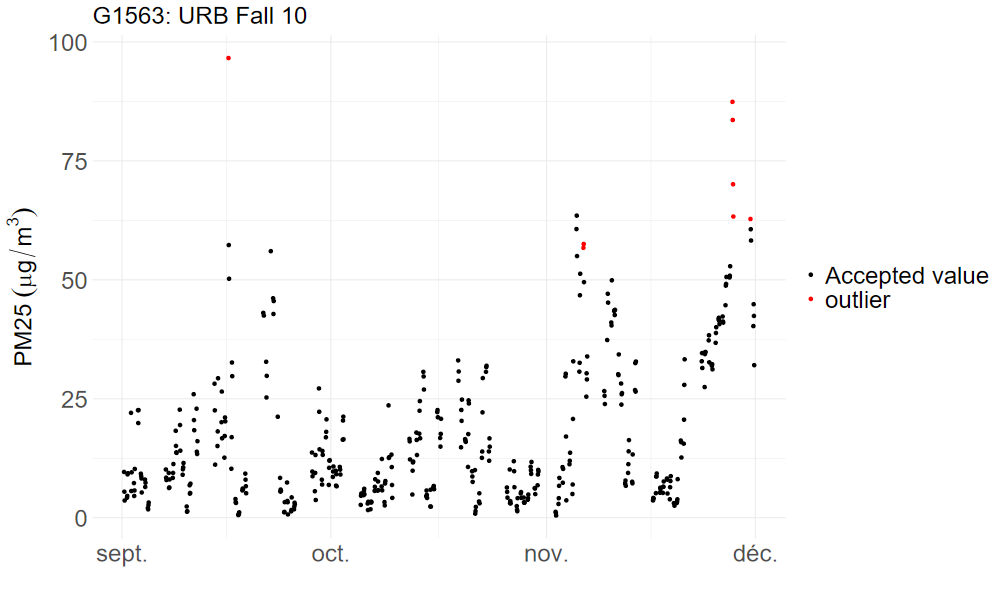 G1563: URB Fall 10
100
75
50
25
0
PM25 (μg/m³)
sept.
oct.
nov.
déc.
Accepted value
outlier